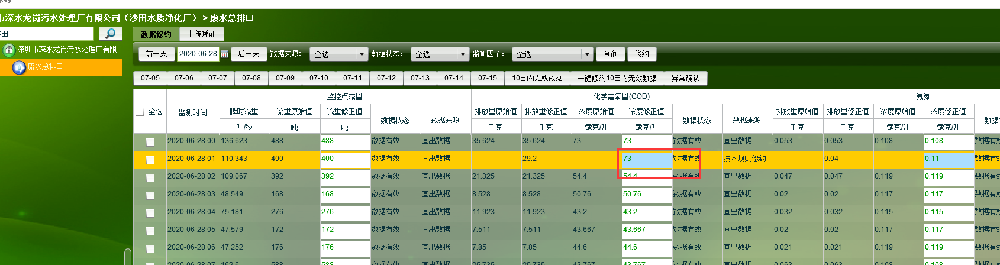 市深水龙岗污水处理厂有限公司（沙田水质净化厂） > 废水总排口
数据修约 上传凭证
深圳市深水龙岗污水处理厂有限...
废水总排口
前一天 2020-06-28 后一天 数据来源： 全选 数据状态： 全选 监测因子： 全选 查询 修约
07-05 07-06 07-07 07-08 07-09 07-10 07-11 07-12 07-13 07-14 07-15 10日内无效数据 一键修约10日内无效数据 异常确认
监控点流量 化学需氧量(COD) 氨氮
全选 监测时间 瞬时流量 流量原始值 流量修正值 数据状态 数据来源 排放量原始值 排放量修正值 浓度原始值 浓度修正值 数据状态 数据来源 排放量原始值 排放量修正值 浓度原始值 浓度修正值 数据
升/秒 吨 吨 千克 千克 毫克/升 毫克/升 千克 千克 毫克/升 毫克/升
2020-06-28 00 136.623 488 488 数据有效 直出数据 35.624 35.624 73 73 数据有效 直出数据 0.053 0.053 0.108 0.108 数据有效
2020-06-28 01 110.343 400 400 数据有效 直出数据 29.2 73 数据有效 技术规则修约 0.04 0.11 数据有效
2020-06-28 02 109.067 392 392 数据有效 直出数据 21.325 21.325 54.4 54.4 数据有效 直出数据 0.047 0.047 0.119 0.119 数据有效
2020-06-28 03 48.549 168 168 数据有效 直出数据 8.528 8.528 50.76 50.76 数据有效 直出数据 0.02 0.02 0.117 0.117 数据有效
2020-06-28 04 75.181 276 276 数据有效 直出数据 11.923 11.923 43.2 43.2 数据有效 直出数据 0.032 0.032 0.115 0.115 数据有效
2020-06-28 05 47.579 172 172 数据有效 直出数据 7.511 7.511 43.667 43.667 数据有效 直出数据 0.02 0.02 0.117 0.117 数据有效
2020-06-28 06 47.252 176 176 数据有效 直出数据 7.85 7.85 44.6 44.6 数据有效 直出数据 0.021 0.021 0.119 0.119 数据有效
2020-06-28 07 162.6 588 588 数据有效 直出数据 25.735 25.735 43.767 43.767 数据有效 直出数据 0.063 0.063 0.108 0.108 数据有效